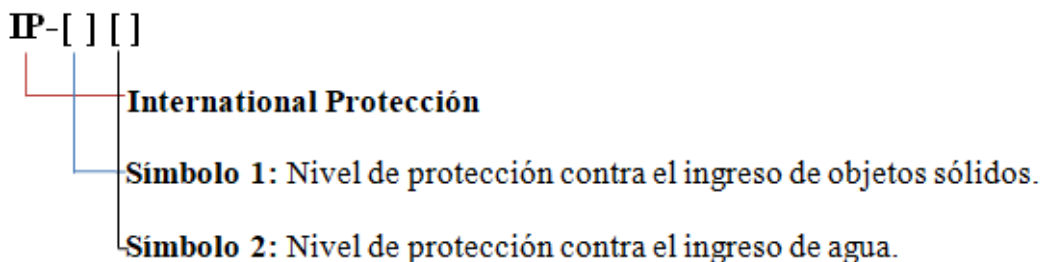 IP-[ ] [ ]
International Protección
Símbolo 1: Nivel de protección contra el ingreso de objetos sólidos.
Símbolo 2: Nivel de protección contra el ingreso de agua.